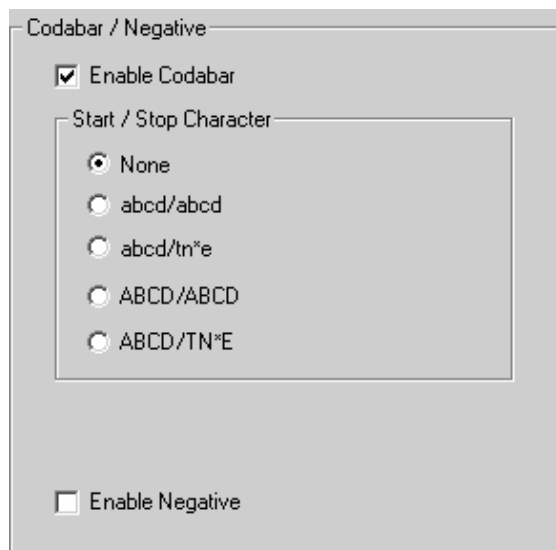 Codabar / Negative
Enable Codabar
Start / Stop Character
None
abcd/abcd
abcd/tn*e
ABCD/ABCD
ABCD/TN*E
Enable Negative